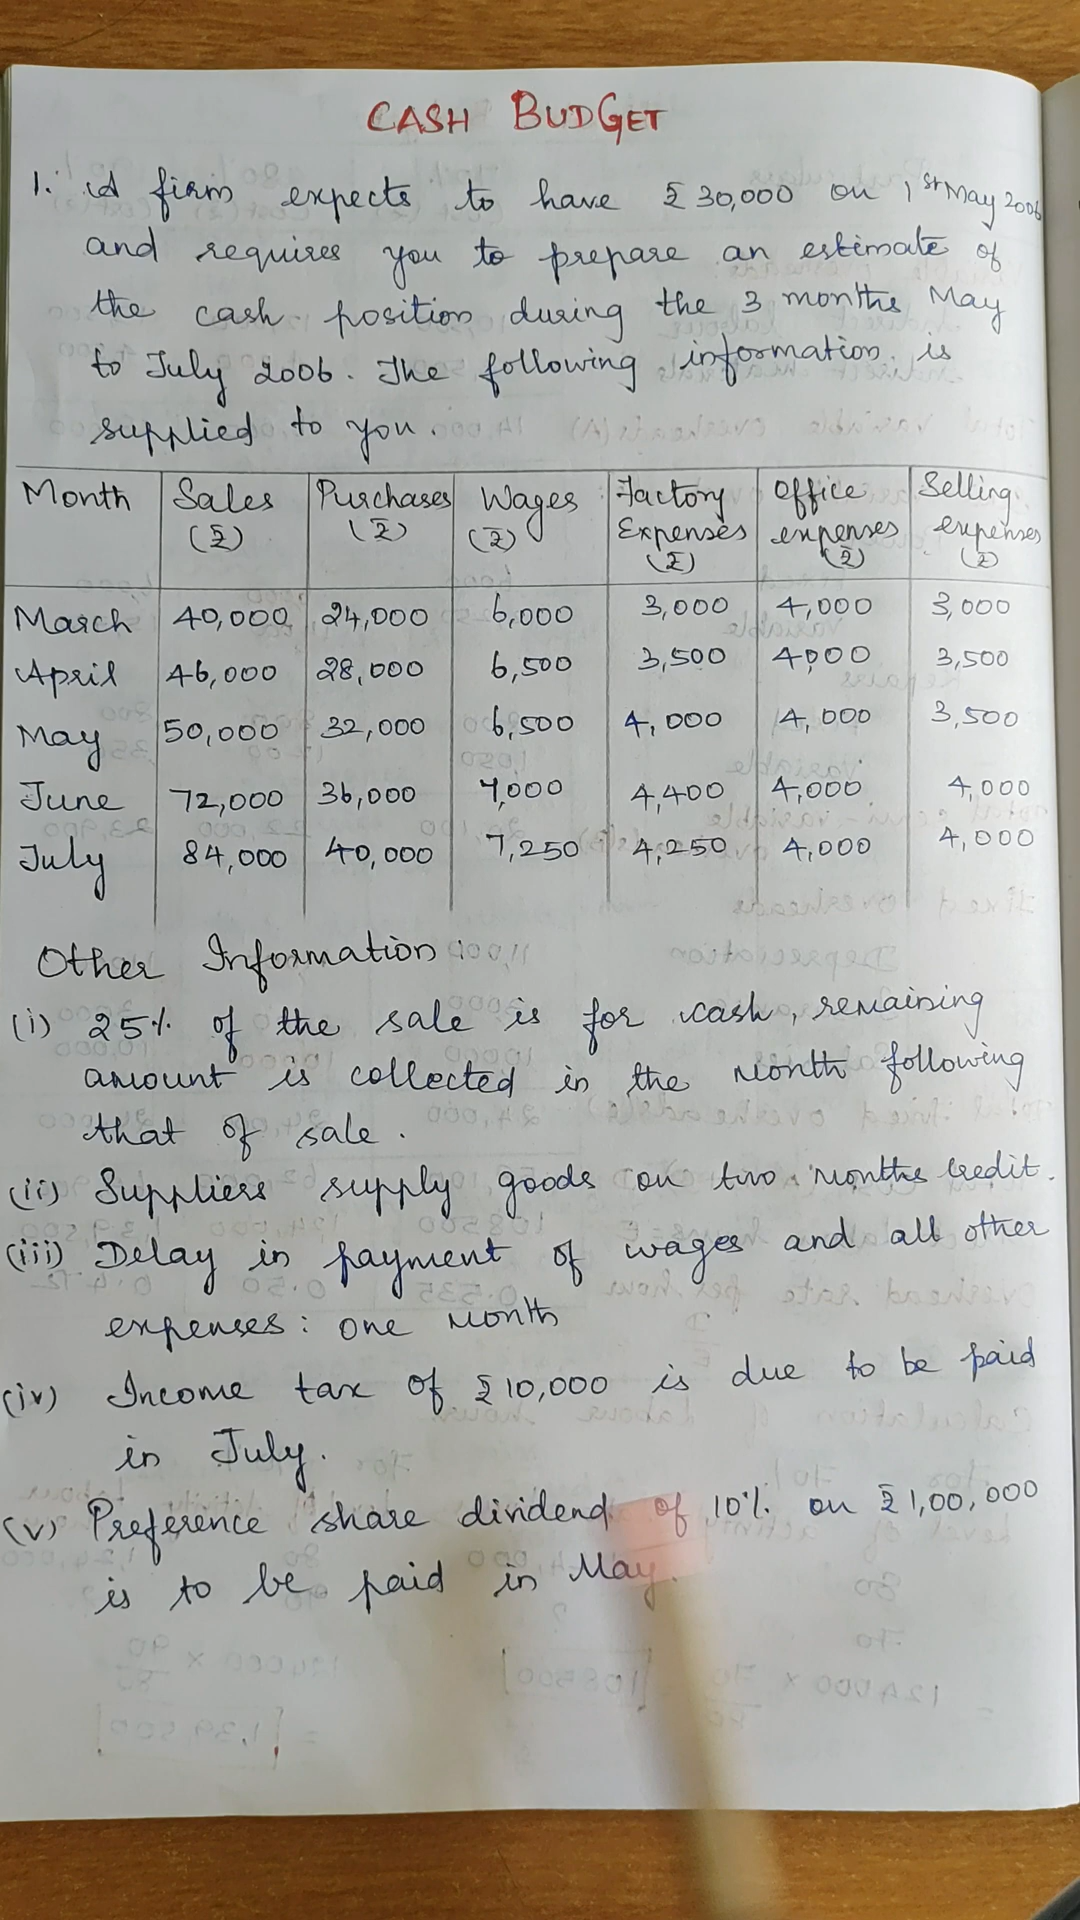 CASH BUDGET
1. A firm expects to have ₹ 30,000 on 1st May 2006
and requires you to prepare an estimate of
the cash position during the 3 months May
to July 2006. The following information is
supplied to you.
Month Sales (₹) Purchases (₹) Wages (₹) Factory Expenses (₹) Office expenses (₹) Selling expenses (₹)
March 40,000 24,000 6,000 3,000 4,000 3,000
April 46,000 28,000 6,500 3,500 4000 3,500
May 50,000 32,000 6,500 4,000 4,000 3,500
June 72,000 36,000 7,000 4,400 4,000 4,000
July 84,000 40,000 7,250 4,250 4,000 4,000
Other Information:
(i) 25% of the sale is for cash, remaining
amount is collected in the month following
that of sale.
(ii) Suppliers supply goods on two months credit.
(iii) Delay in payment of wages and all other
expenses: one month
(iv) Income tax of ₹ 10,000 is due to be paid
in July.
(v) Preference share dividend of 10% on ₹ 1,00,000
is to be paid in May.